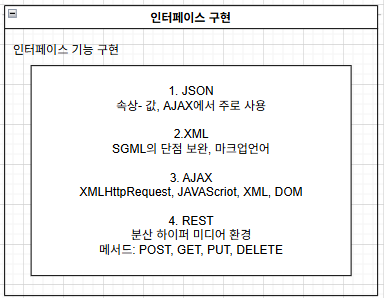 인터페이스 구현
인터페이스 기능 구현
1. JSON
속상- 값, AJAX에서 주로 사용
2.XML
SGML의 단점 보완, 마크업언어
3. AJAX
XMLHttpRequest, JAVAScriot, XML, DOM
4. REST
분산 하이퍼 미디어 환경
메서드: POST, GET, PUT, DELETE